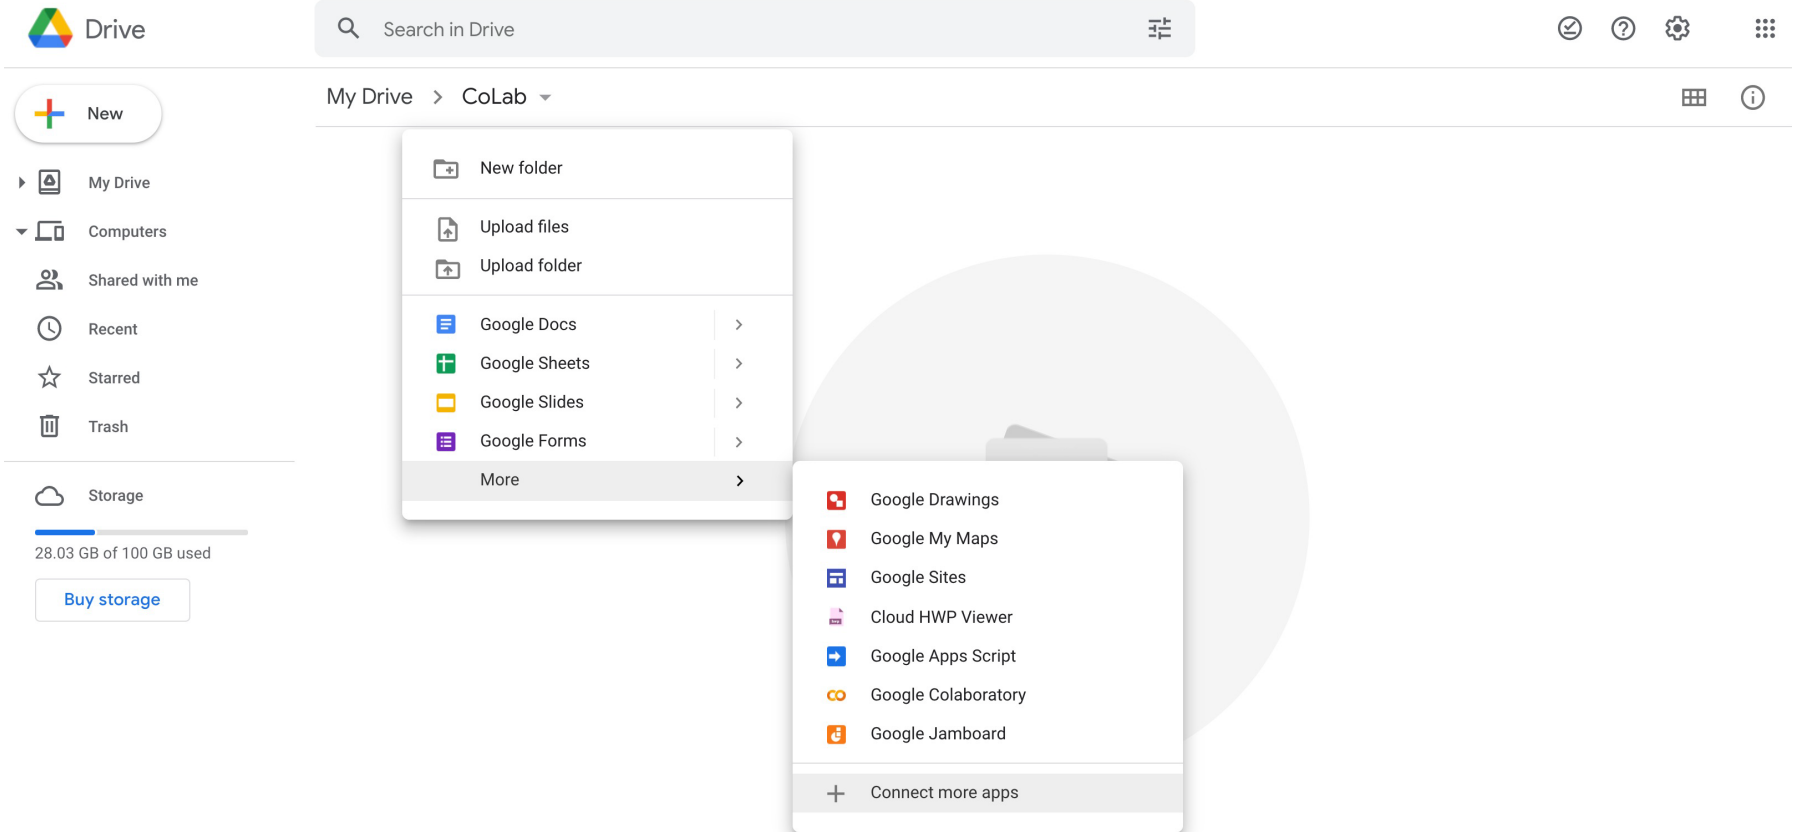 Drive
Search in Drive
New
My Drive
Computers
Shared with me
Recent
Starred
Trash
Storage
28.03 GB of 100 GB used
Buy storage
My Drive > CoLab
New folder
Upload files
Upload folder
Google Docs
Google Sheets
Google Slides
Google Forms
More
Google Drawings
Google My Maps
Google Sites
Cloud HWP Viewer
Google Apps Script
Google Colaboratory
Google Jamboard
Connect more apps